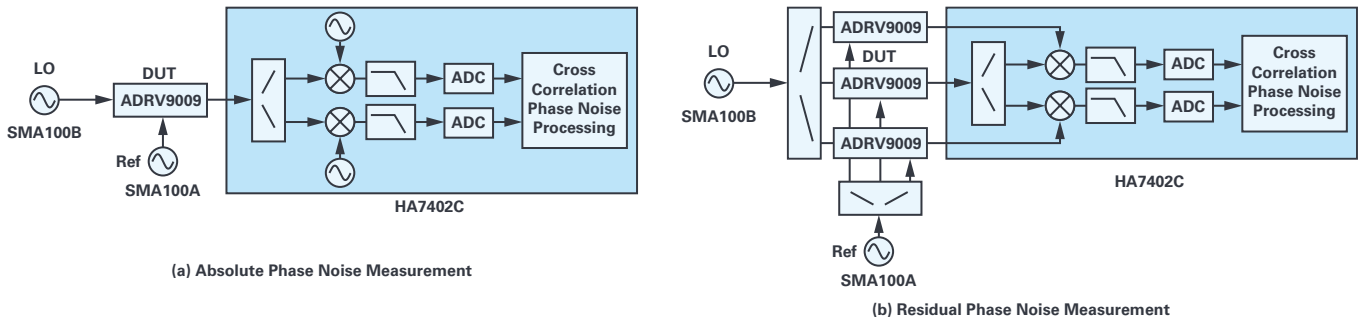 LO
SMA100B
DUT
ADRV9009
Ref
SMA100A
ADC
ADC
Cross
Correlation
Phase Noise
Processing
HA7402C
(a) Absolute Phase Noise Measurement
LO
SMA100B
ADRV9009
DUT
ADRV9009
ADRV9009
Ref
SMA100A
ADC
ADC
Cross
Correlation
Phase Noise
Processing
HA7402C
(b) Residual Phase Noise Measurement